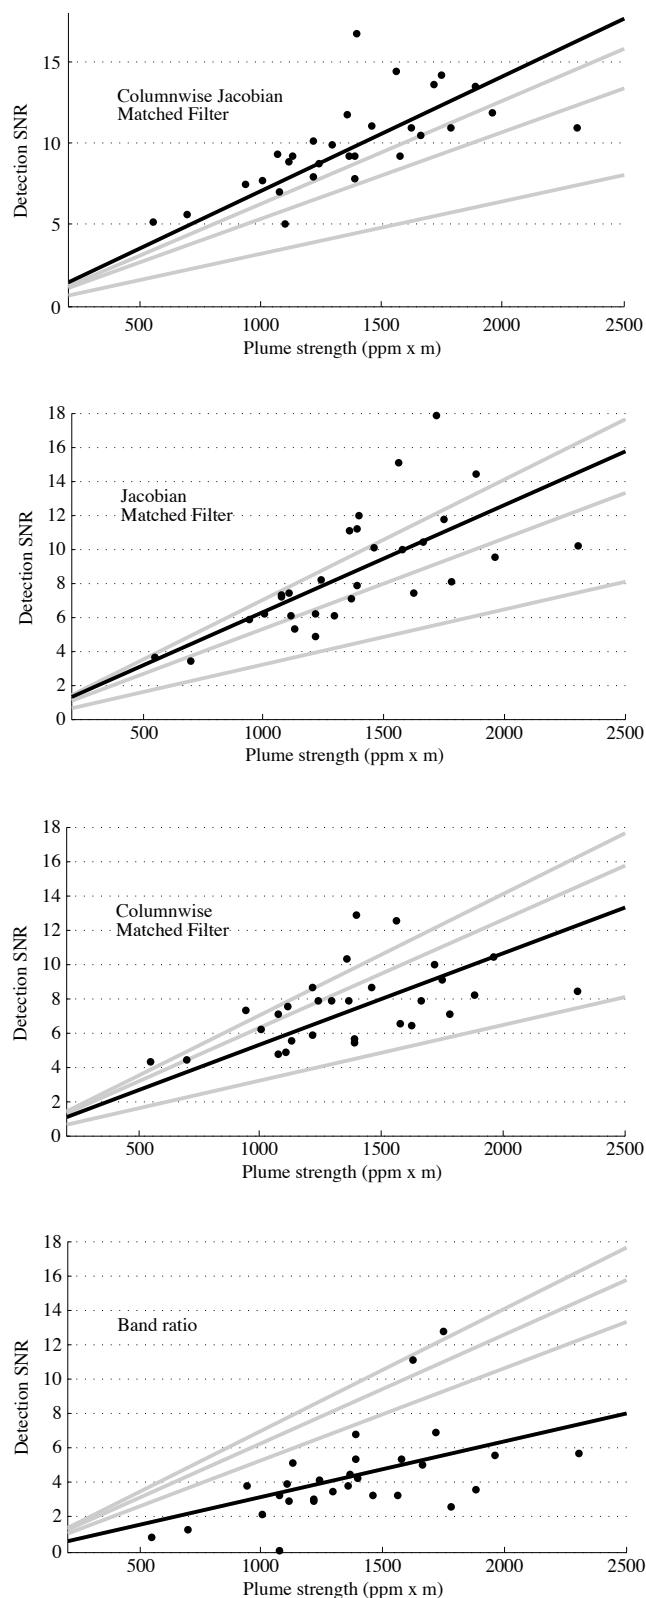 15
10
5
0
Detection SNR
Columnwise Jacobian
Matched Filter
500 1000 1500 2000 2500
Plume strength (ppm x m)
18
16
14
12
10
8
6
4
2
0
Detection SNR
Jacobian
Matched Filter
500 1000 1500 2000 2500
Plume strength (ppm x m)
18
16
14
12
10
8
6
4
2
0
Detection SNR
Columnwise
Matched Filter
500 1000 1500 2000 2500
Plume strength (ppm x m)
18
16
14
12
10
8
6
4
2
0
Detection SNR
Band ratio
500 1000 1500 2000 2500
Plume strength (ppm x m)